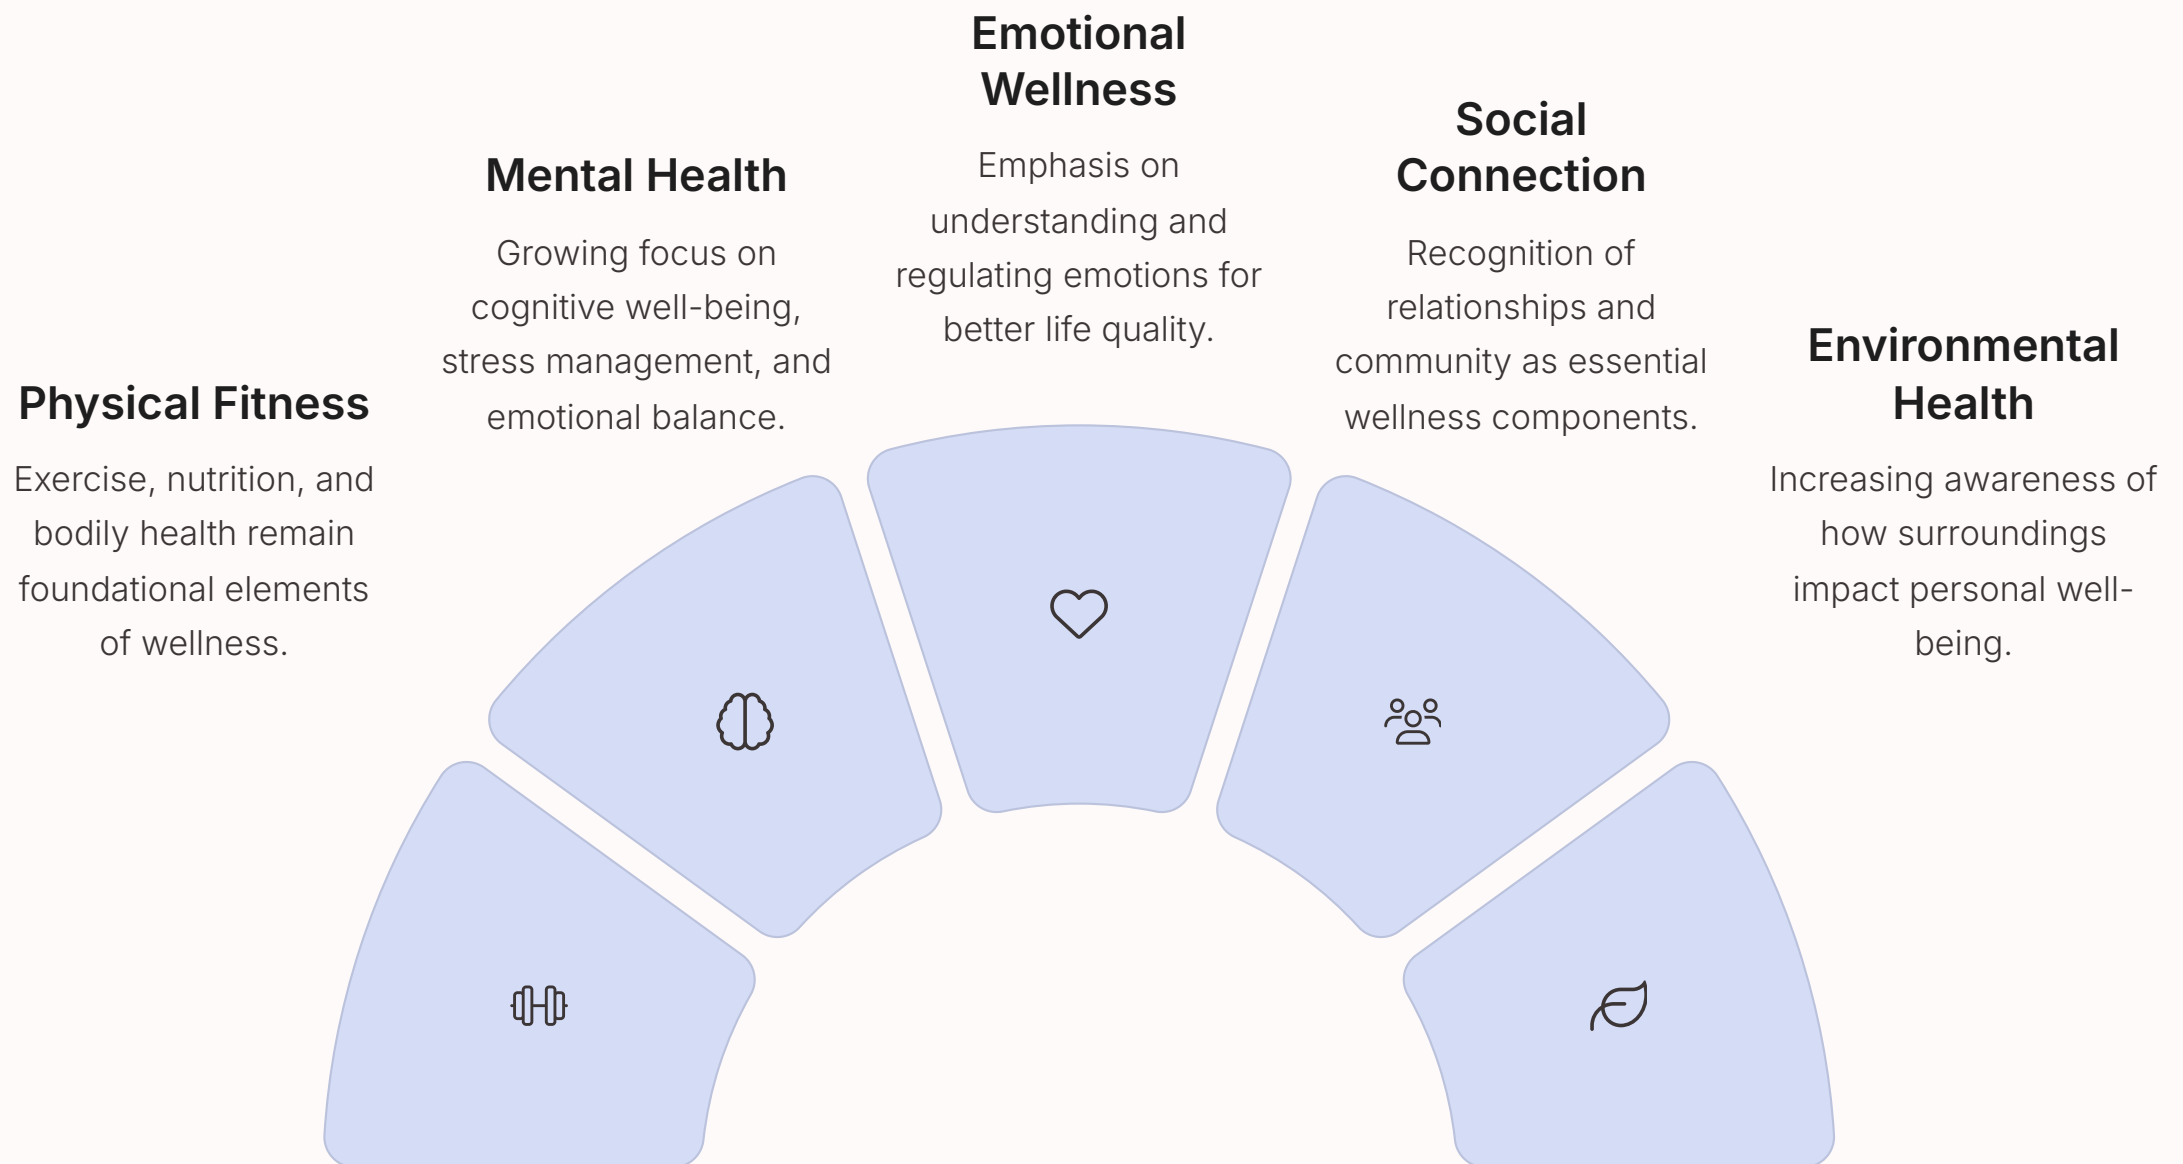 Physical Fitness
Exercise, nutrition, and
bodily health remain
foundational elements
of wellness.
Mental Health
Growing focus on
cognitive well-being,
stress management, and
emotional balance.
Emotional
Wellness
Emphasis on
understanding and
regulating emotions for
better life quality.
Social
Connection
Recognition of
relationships and
community as essential
wellness components.
Environmental
Health
Increasing awareness of
how surroundings
impact personal well-
being.